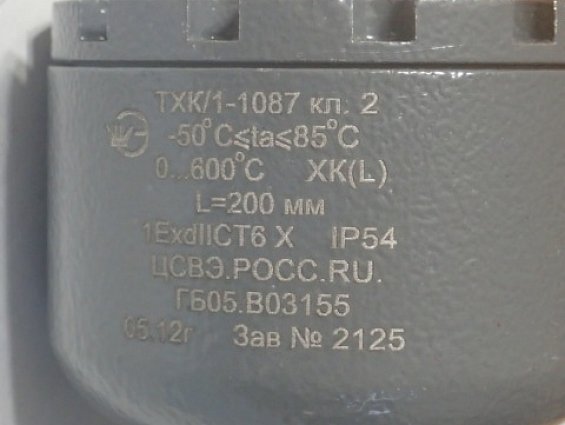 ТХК/1-1087 кл. 2
-50°C≤ta≤85°C
0...600°C ХК(L)
L=200 мм
1ExdIICT6 X IP54
ЦСВЭ.РОСС.RU.
ГБ05.В03155
05.12г Зав № 2125